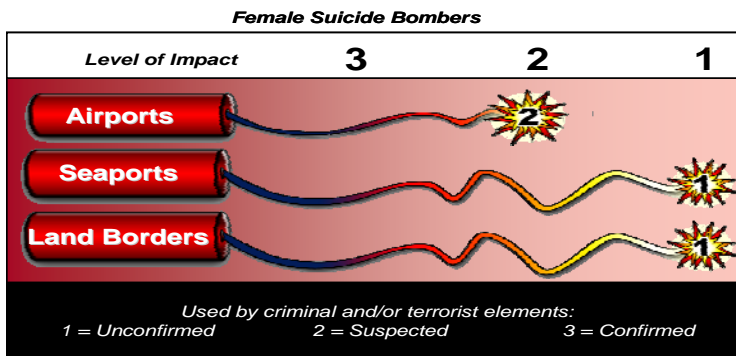 Female Suicide Bombers
Level of Impact 3 2 1
Airports 2
Seaports 1
Land Borders 1
Used by criminal and/or terrorist elements:
1 = Unconfirmed 2 = Suspected 3 = Confirmed